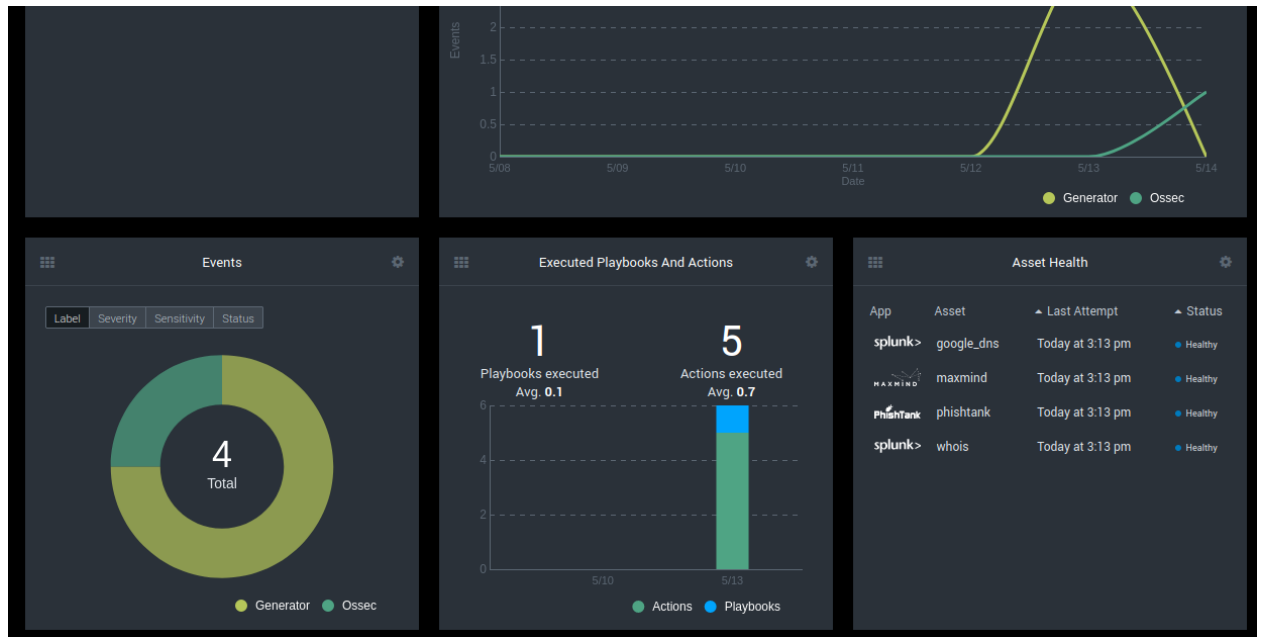 Events
2
1.5
1
0.5
0
5/08 5/09 5/10 5/11 5/12 5/13 5/14
Date
Generator Ossec
Events
Label Severity Sensitivity Status
4
Total
Generator Ossec
Executed Playbooks And Actions
1 5
Playbooks executed Actions executed
Avg. 0.1 Avg. 0.7
6
4
2
0
5/10 5/13
Actions Playbooks
Asset Health
App Asset Last Attempt Status
splunk> google_dns Today at 3:13 pm Healthy
MAXMIND maxmind Today at 3:13 pm Healthy
PhishTank phishtank Today at 3:13 pm Healthy
splunk> whois Today at 3:13 pm Healthy